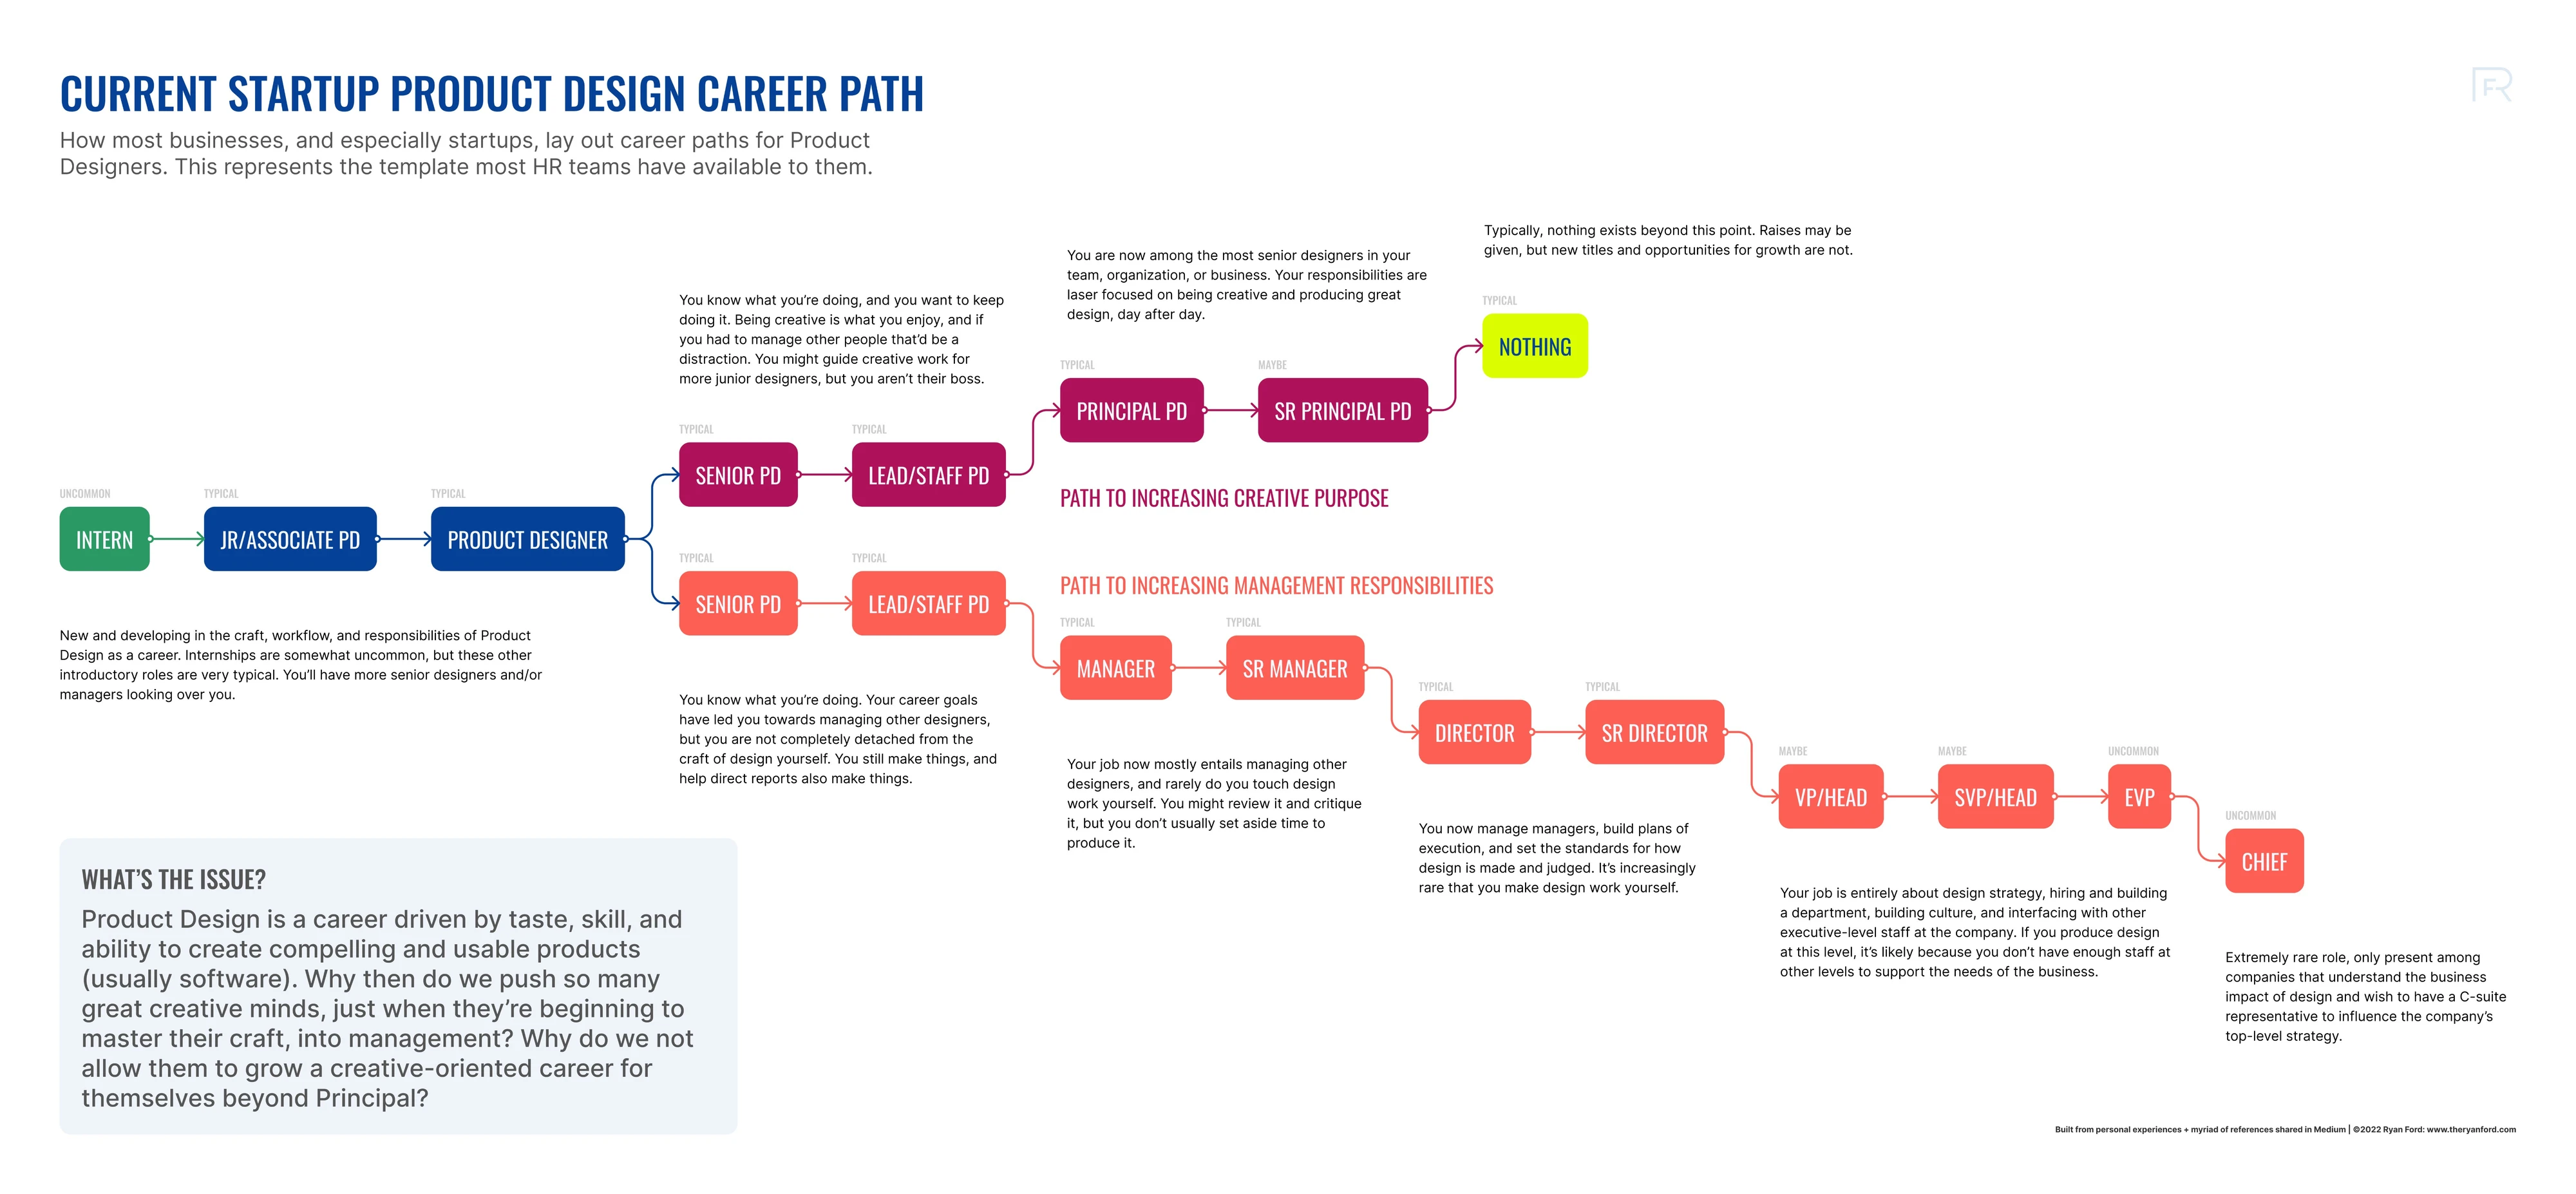 CURRENT STARTUP PRODUCT DESIGN CAREER PATH
How most businesses, and especially startups, lay out career paths for Product
Designers. This represents the template most HR teams have available to them.
FR
Typically, nothing exists beyond this point. Raises may be
given, but new titles and opportunities for growth are not.
You are now among the most senior designers in your
team, organization, or business. Your responsibilities are
laser focused on being creative and producing great
design, day after day.
You know what you’re doing, and you want to keep
doing it. Being creative is what you enjoy, and if
you had to manage other people that’d be a
distraction. You might guide creative work for
more junior designers, but you aren’t their boss.
TYPICAL
NOTHING
TYPICAL
PRINCIPAL PD
MAYBE
SR PRINCIPAL PD
TYPICAL
SENIOR PD
TYPICAL
LEAD/STAFF PD
PATH TO INCREASING CREATIVE PURPOSE
UNCOMMON
INTERN
TYPICAL
JR/ASSOCIATE PD
TYPICAL
PRODUCT DESIGNER
New and developing in the craft, workflow, and responsibilities of Product
Design as a career. Internships are somewhat uncommon, but these other
introductory roles are very typical. You’ll have more senior designers and/or
managers looking over you.
TYPICAL
SENIOR PD
TYPICAL
LEAD/STAFF PD
PATH TO INCREASING MANAGEMENT RESPONSIBILITIES
You know what you’re doing. Your career goals
have led you towards managing other designers,
but you are not completely detached from the
craft of design yourself. You still make things, and
help direct reports also make things.
TYPICAL
MANAGER
TYPICAL
SR MANAGER
Your job now mostly entails managing other
designers, and rarely do you touch design
work yourself. You might review it and critique
it, but you don’t usually set aside time to
produce it.
TYPICAL
DIRECTOR
TYPICAL
SR DIRECTOR
You now manage managers, build plans of
execution, and set the standards for how
design is made and judged. It’s increasingly
rare that you make design work yourself.
MAYBE
VP/HEAD
MAYBE
SVP/HEAD
UNCOMMON
EVP
Your job is entirely about design strategy, hiring and building
a department, building culture, and interfacing with other
executive-level staff at the company. If you produce design
at this level, it’s likely because you don’t have enough staff at
other levels to support the needs of the business.
UNCOMMON
CHIEF
Extremely rare role, only present among
companies that understand the business
impact of design and wish to have a C-suite
representative to influence the company’s
top-level strategy.
WHAT’S THE ISSUE?
Product Design is a career driven by taste, skill, and
ability to create compelling and usable products
(usually software). Why then do we push so many
great creative minds, just when they’re beginning to
master their craft, into management? Why do we not
allow them to grow a creative-oriented career for
themselves beyond Principal?
Built from personal experiences + myriad of references shared in Medium | ©2022 Ryan Ford: www.theryanford.com